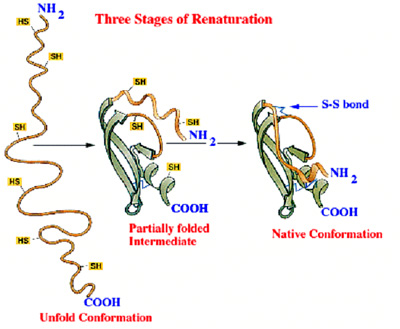 Three Stages of Renaturation
NH2
HS
SH
SH
HS
HS
SH
COOH
Unfold Conformation
SH
SH
SH
NH2
SH
COOH
Partially folded
Intermediate
S-S bond
NH2
COOH
Native Conformation